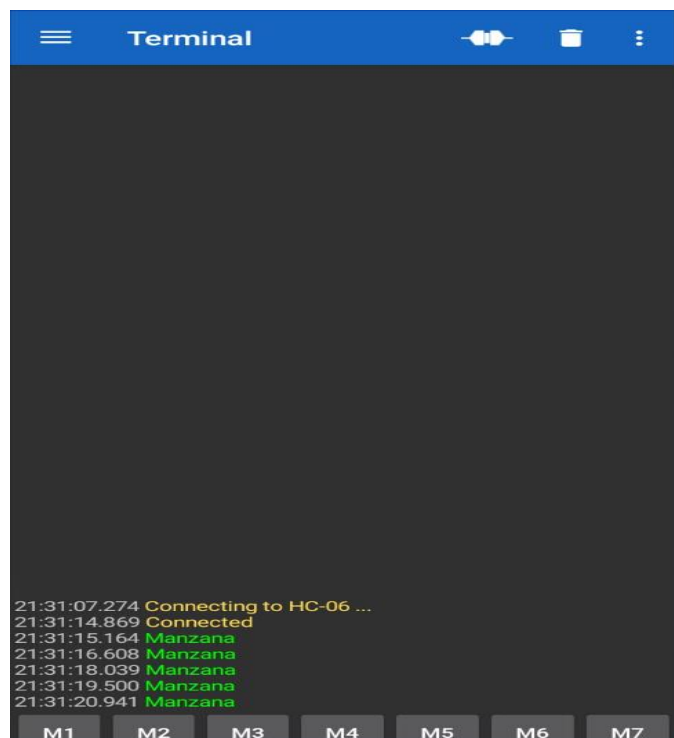 Terminal
21:31:07.274 Connecting to HC-06 ...
21:31:14.869 Connected
21:31:15.164 Manzana
21:31:16.608 Manzana
21:31:18.039 Manzana
21:31:19.500 Manzana
21:31:20.941 Manzana
M1 M2 M3 M4 M5 M6 M7